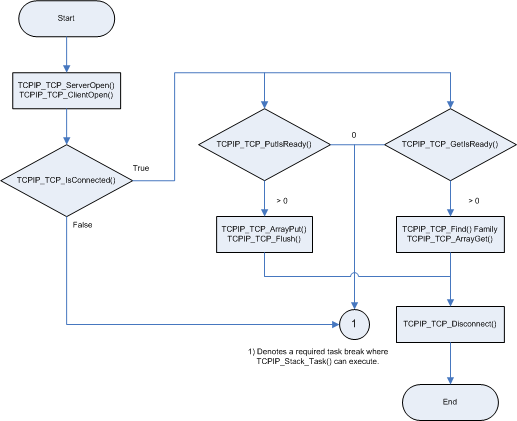 Start
TCPIP_TCP_ServerOpen()
TCPIP_TCP_ClientOpen()
TCPIP_TCP_IsConnected()
True
False
TCPIP_TCP_PutIsReady()
0
TCPIP_TCP_GetIsReady()
> 0
> 0
TCPIP_TCP_ArrayPut()
TCPIP_TCP_Flush()
TCPIP_TCP_Find() Family
TCPIP_TCP_ArrayGet()
1
TCPIP_TCP_Disconnect()
1) Denotes a required task break where
TCPIP_Stack_Task() can execute.
End